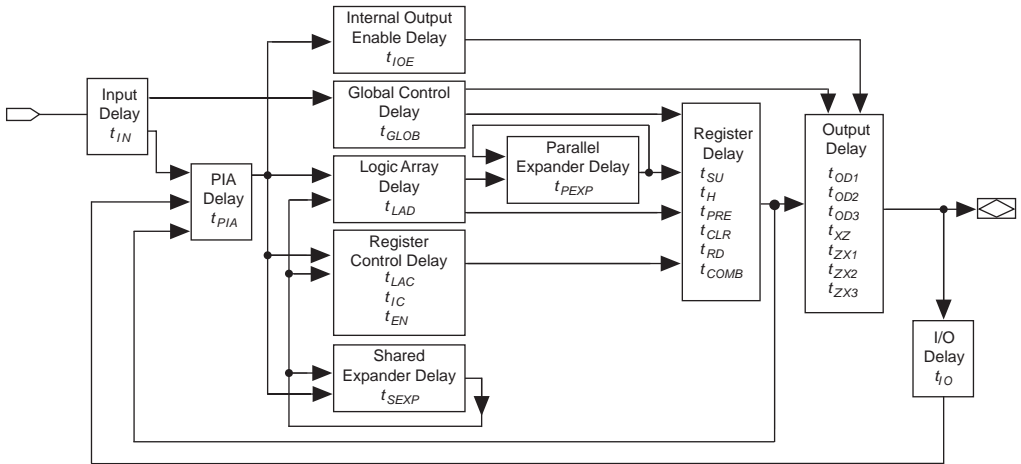 Internal Output
Enable Delay
tIOE
Input
Delay
tIN
Global Control
Delay
tGLOB
PIA
Delay
tPIA
Logic Array
Delay
tLAD
Parallel
Expander Delay
tPEXP
Register
Control Delay
tLAC
tIC
tEN
Shared
Expander Delay
tSEXP
Register
Delay
tSU
tH
tPRE
tCLR
tRD
tCOMB
Output
Delay
tOD1
tOD2
tOD3
tXZ
tZX1
tZX2
tZX3
I/O
Delay
tIO